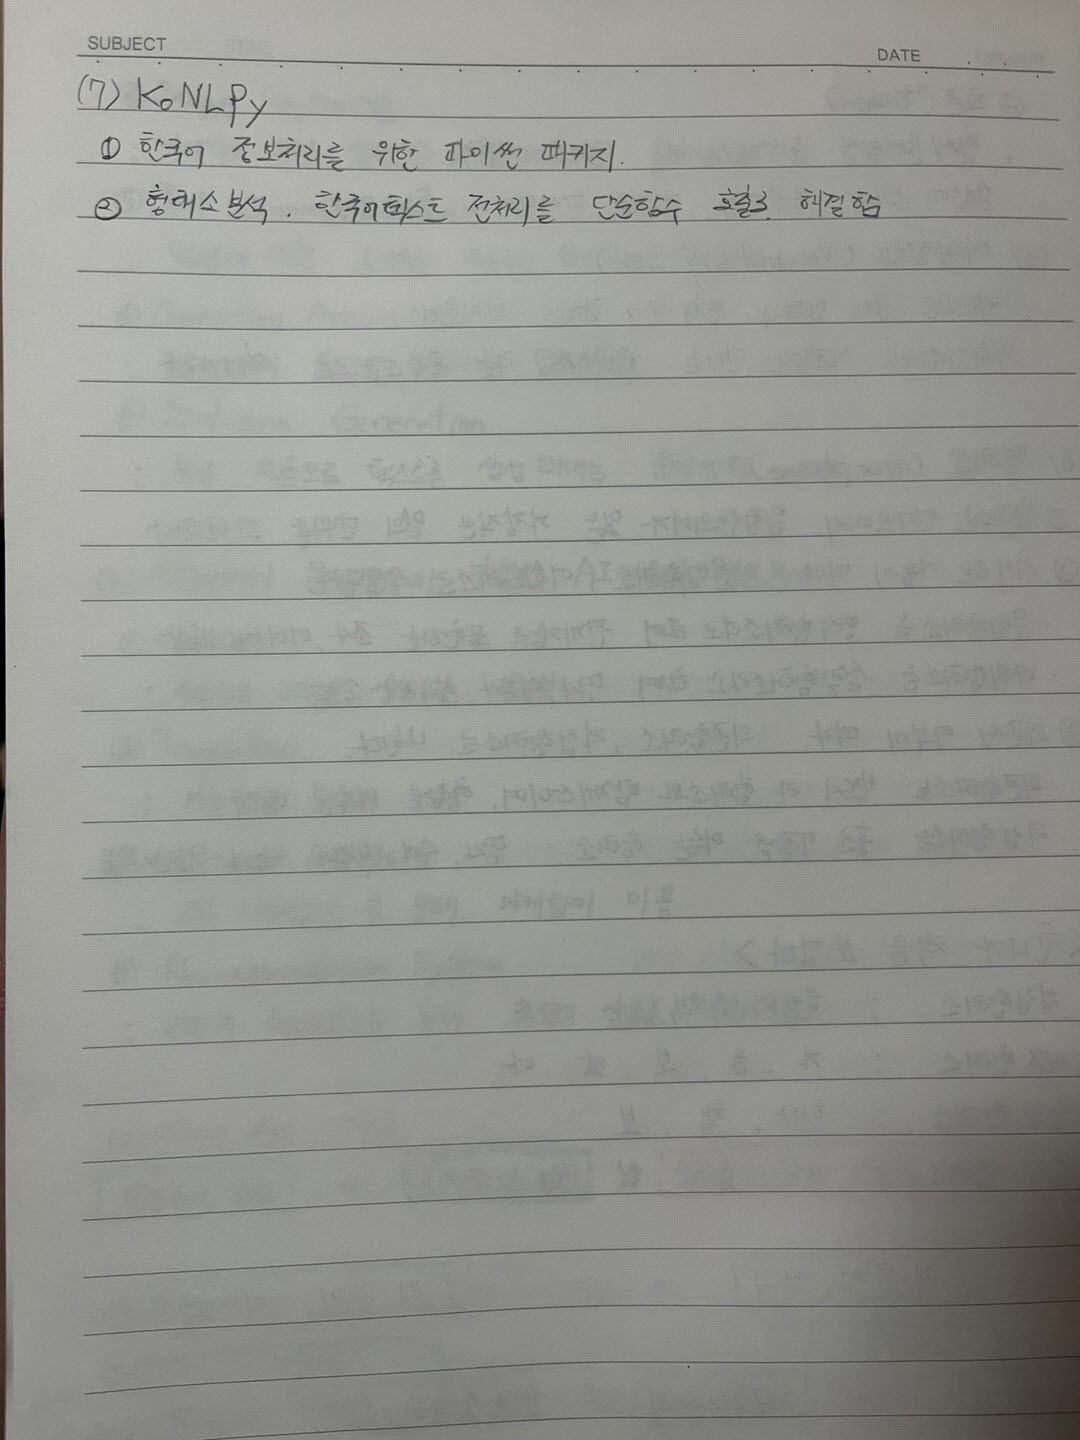 SUBJECT
DATE
(7) KoNLPy
① 한국어 정보처리를 위한 파이썬 패키지.
② 형태소분석. 한국어텍스트 전처리를 단순함수 호출로 해결함